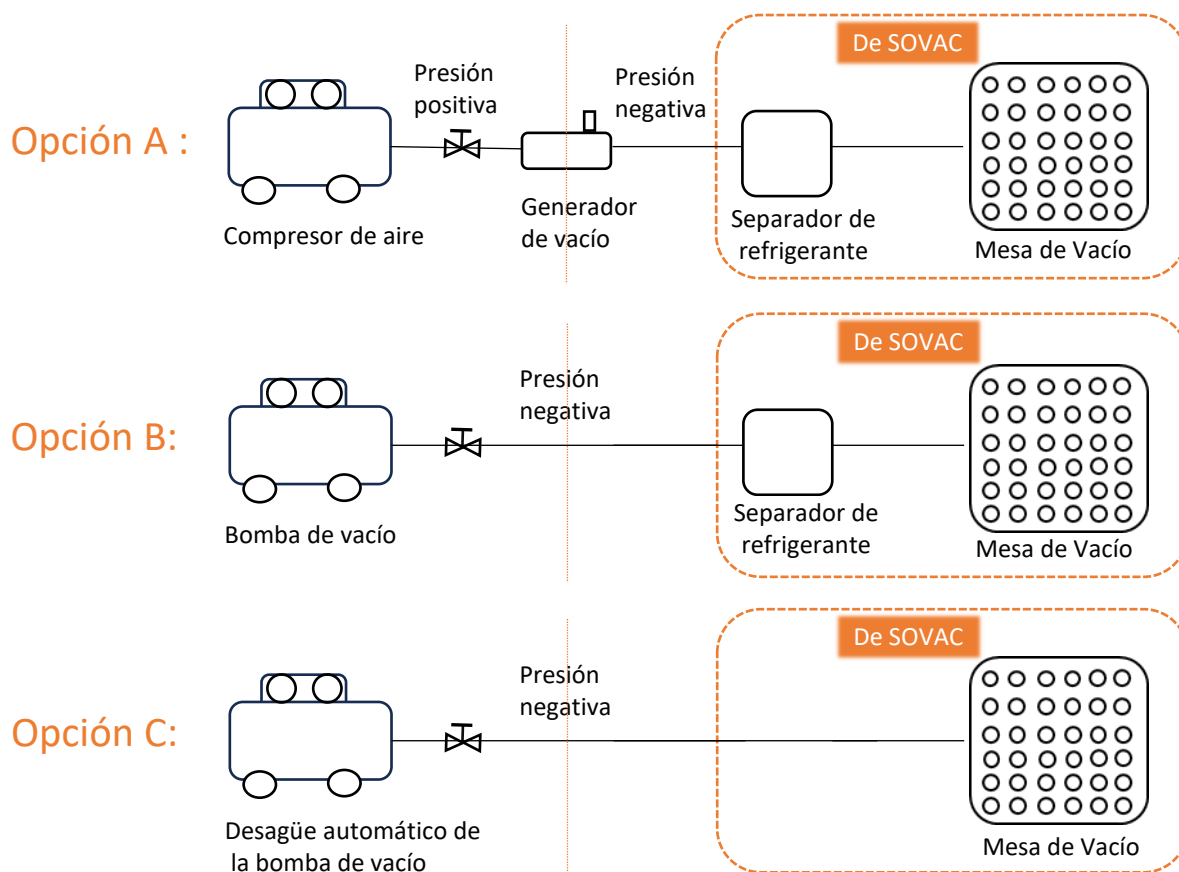 De SOVAC
Presión
positiva
Presión
negativa
Opción A :
Compresor de aire
Generador
de vacío
Separador de
refrigerante
Mesa de Vacío
De SOVAC
Presión
negativa
Opción B:
Bomba de vacío
Separador de
refrigerante
Mesa de Vacío
De SOVAC
Presión
negativa
Opción C:
Desagüe automático de
la bomba de vacío
Mesa de Vacío